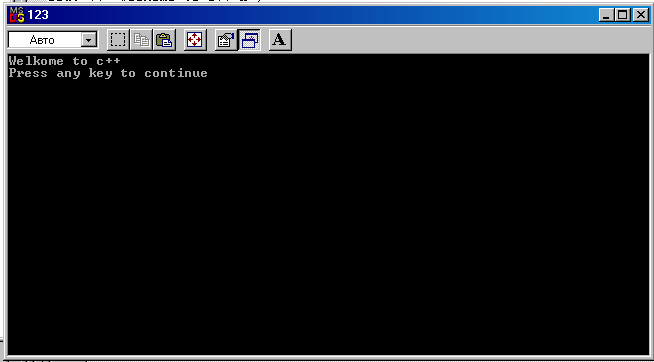 123
Авто
A
Welkome to c++
Press any key to continue